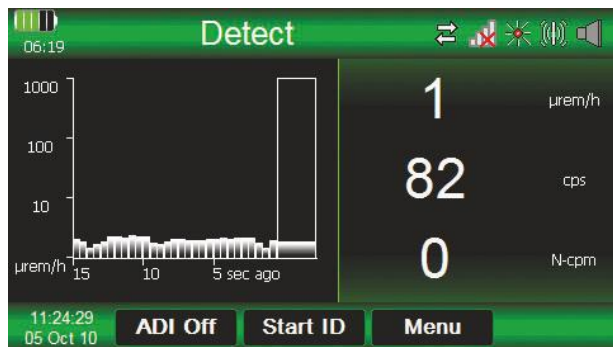 06:19
Detect
1000
100
10
µrem/h
15 10 5 sec ago
1 µrem/h
82 cps
0 N-cpm
11:24:29
05 Oct 10
ADI Off Start ID Menu